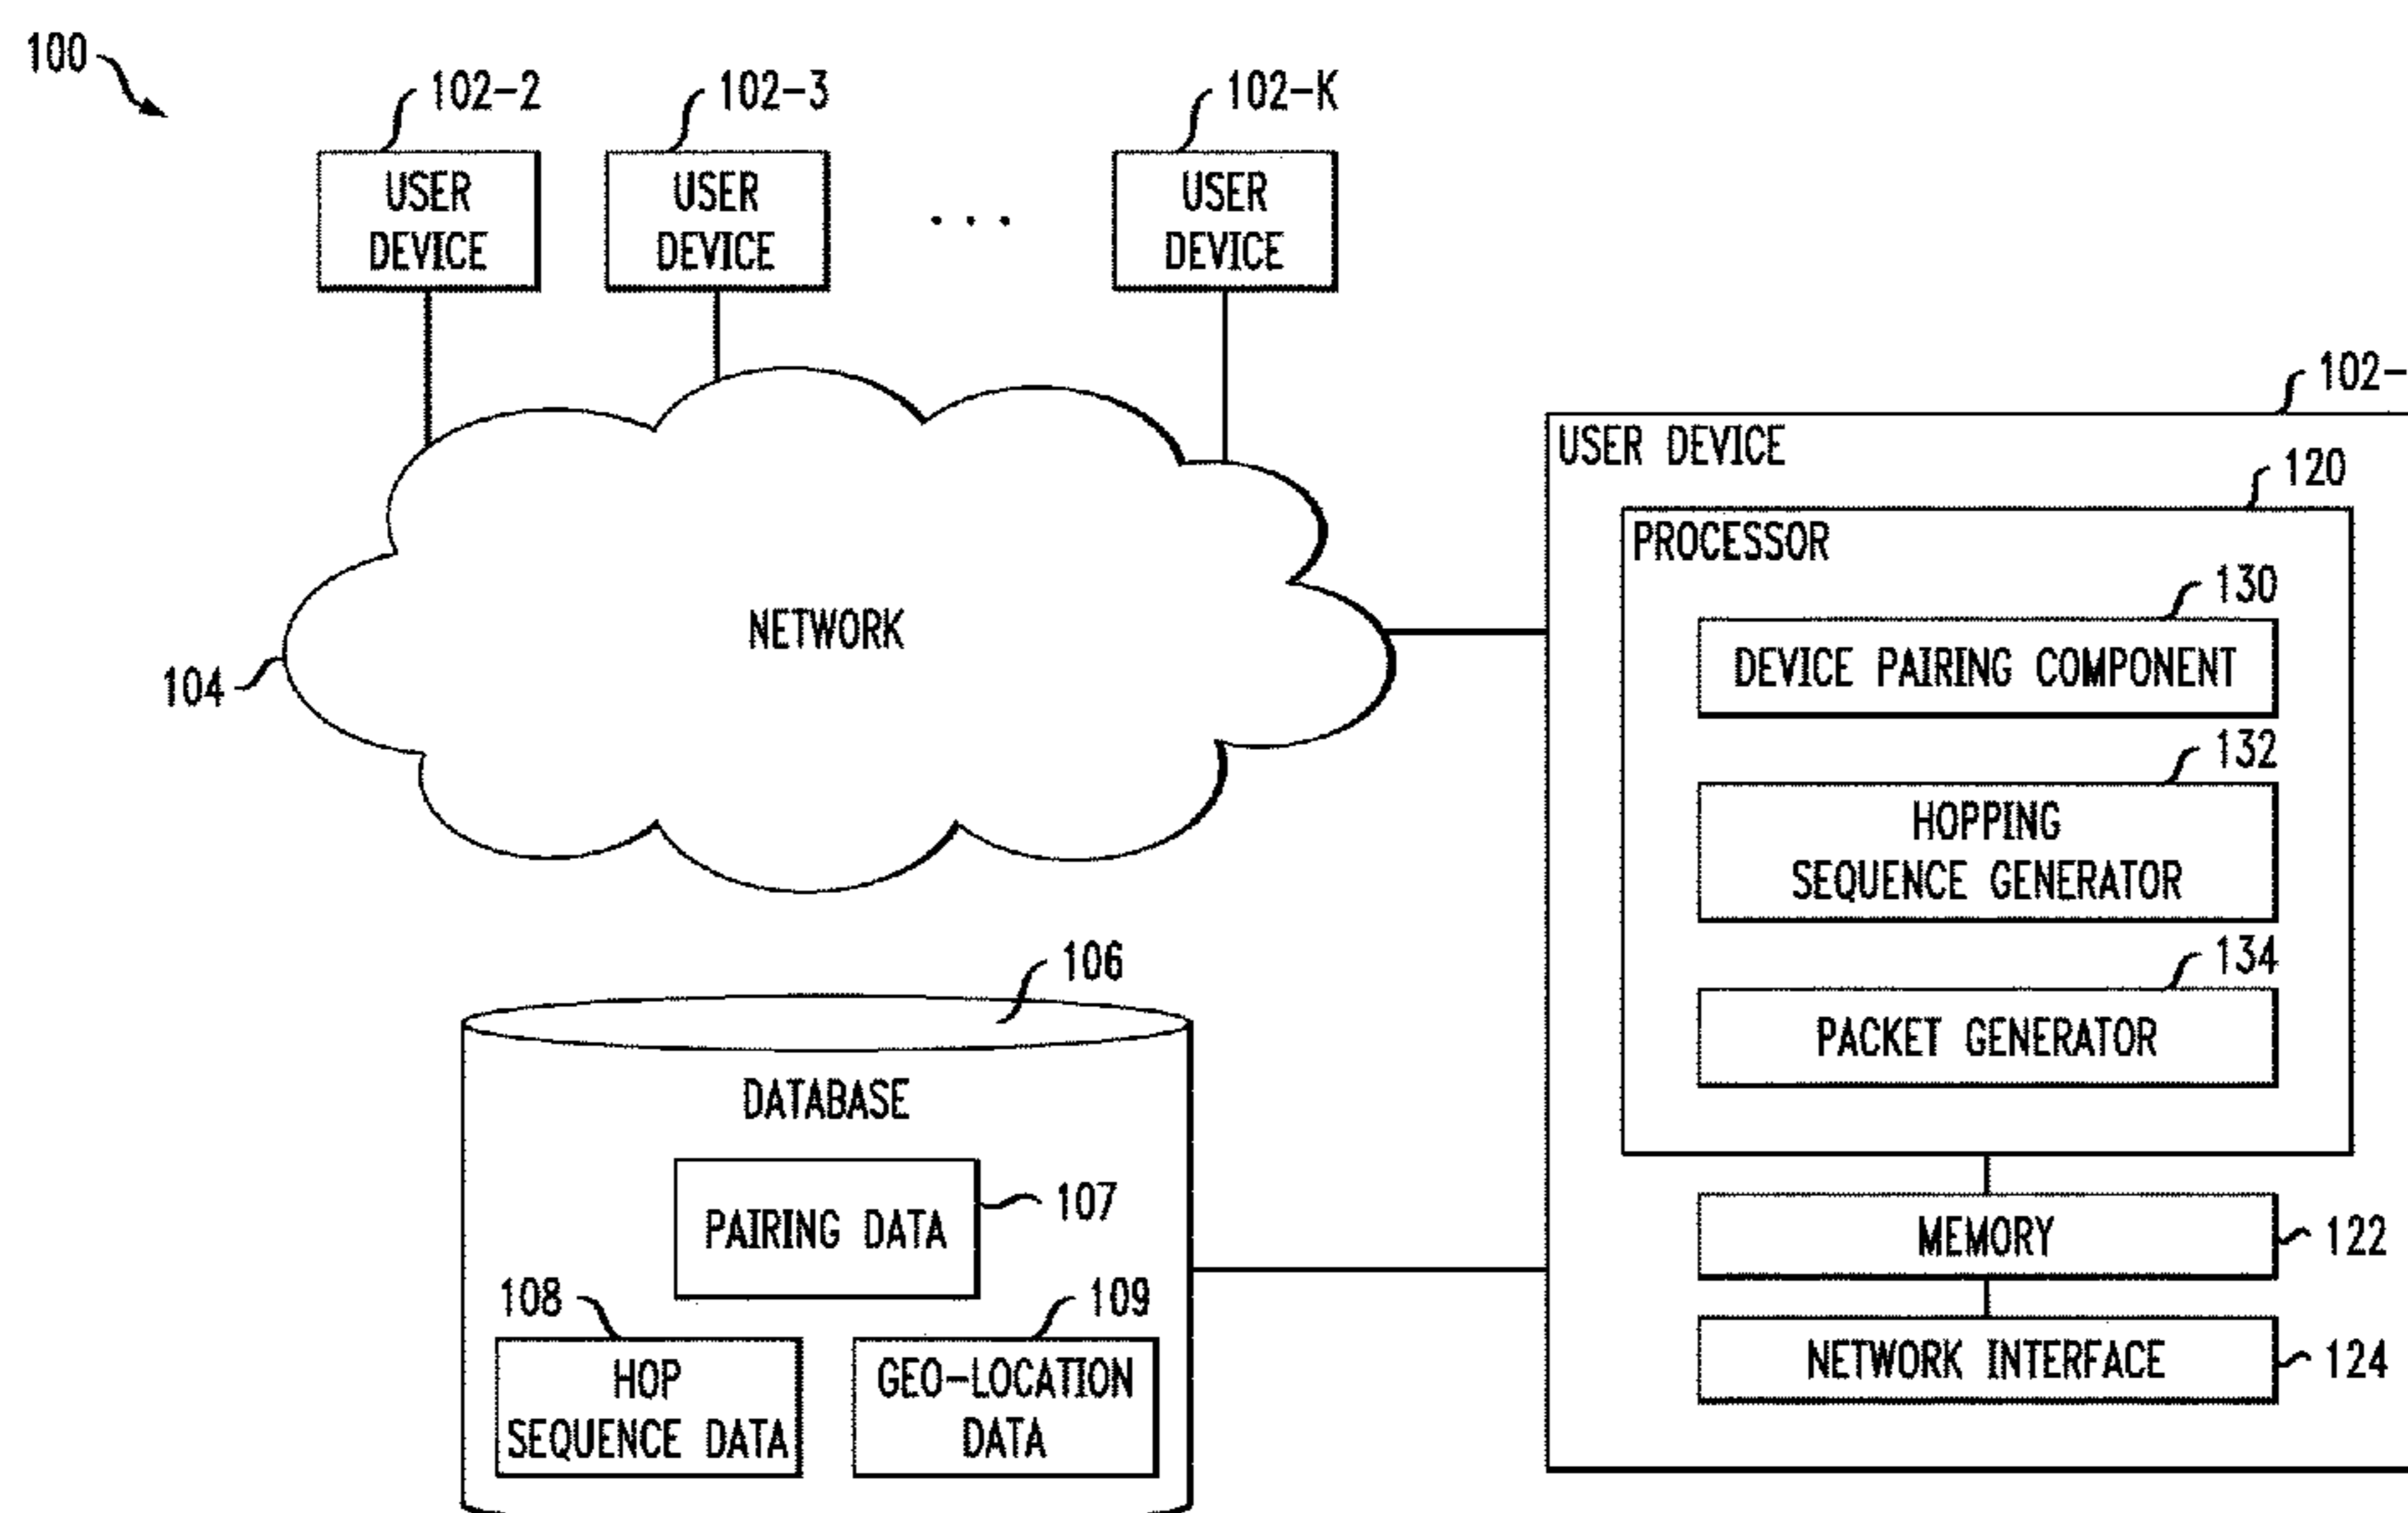 100
102-2
102-3
102-K
USER
DEVICE
USER
DEVICE
. . .
USER
DEVICE
102-
USER DEVICE
120
PROCESSOR
130
DEVICE PAIRING COMPONENT
132
HOPPING
SEQUENCE GENERATOR
134
PACKET GENERATOR
MEMORY
122
NETWORK INTERFACE
124
NETWORK
104
106
DATABASE
PAIRING DATA
107
108
HOP
SEQUENCE DATA
109
GEO-LOCATION
DATA